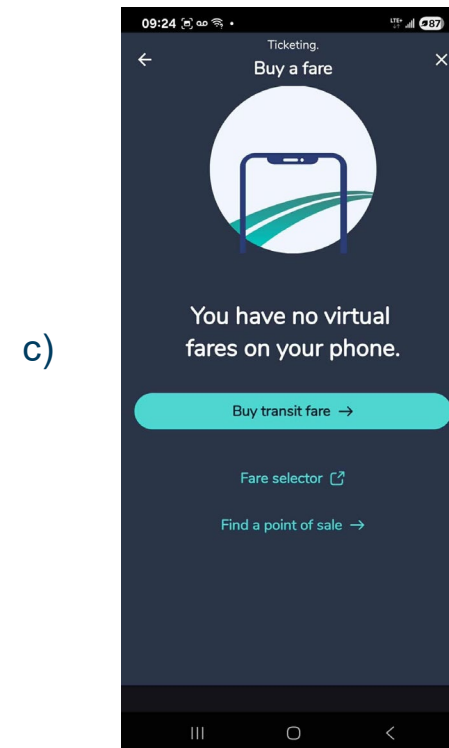 09:24
LTE+
87
Ticketing.
Buy a fare
You have no virtual
fares on your phone.
c)
Buy transit fare →
Fare selector
Find a point of sale →